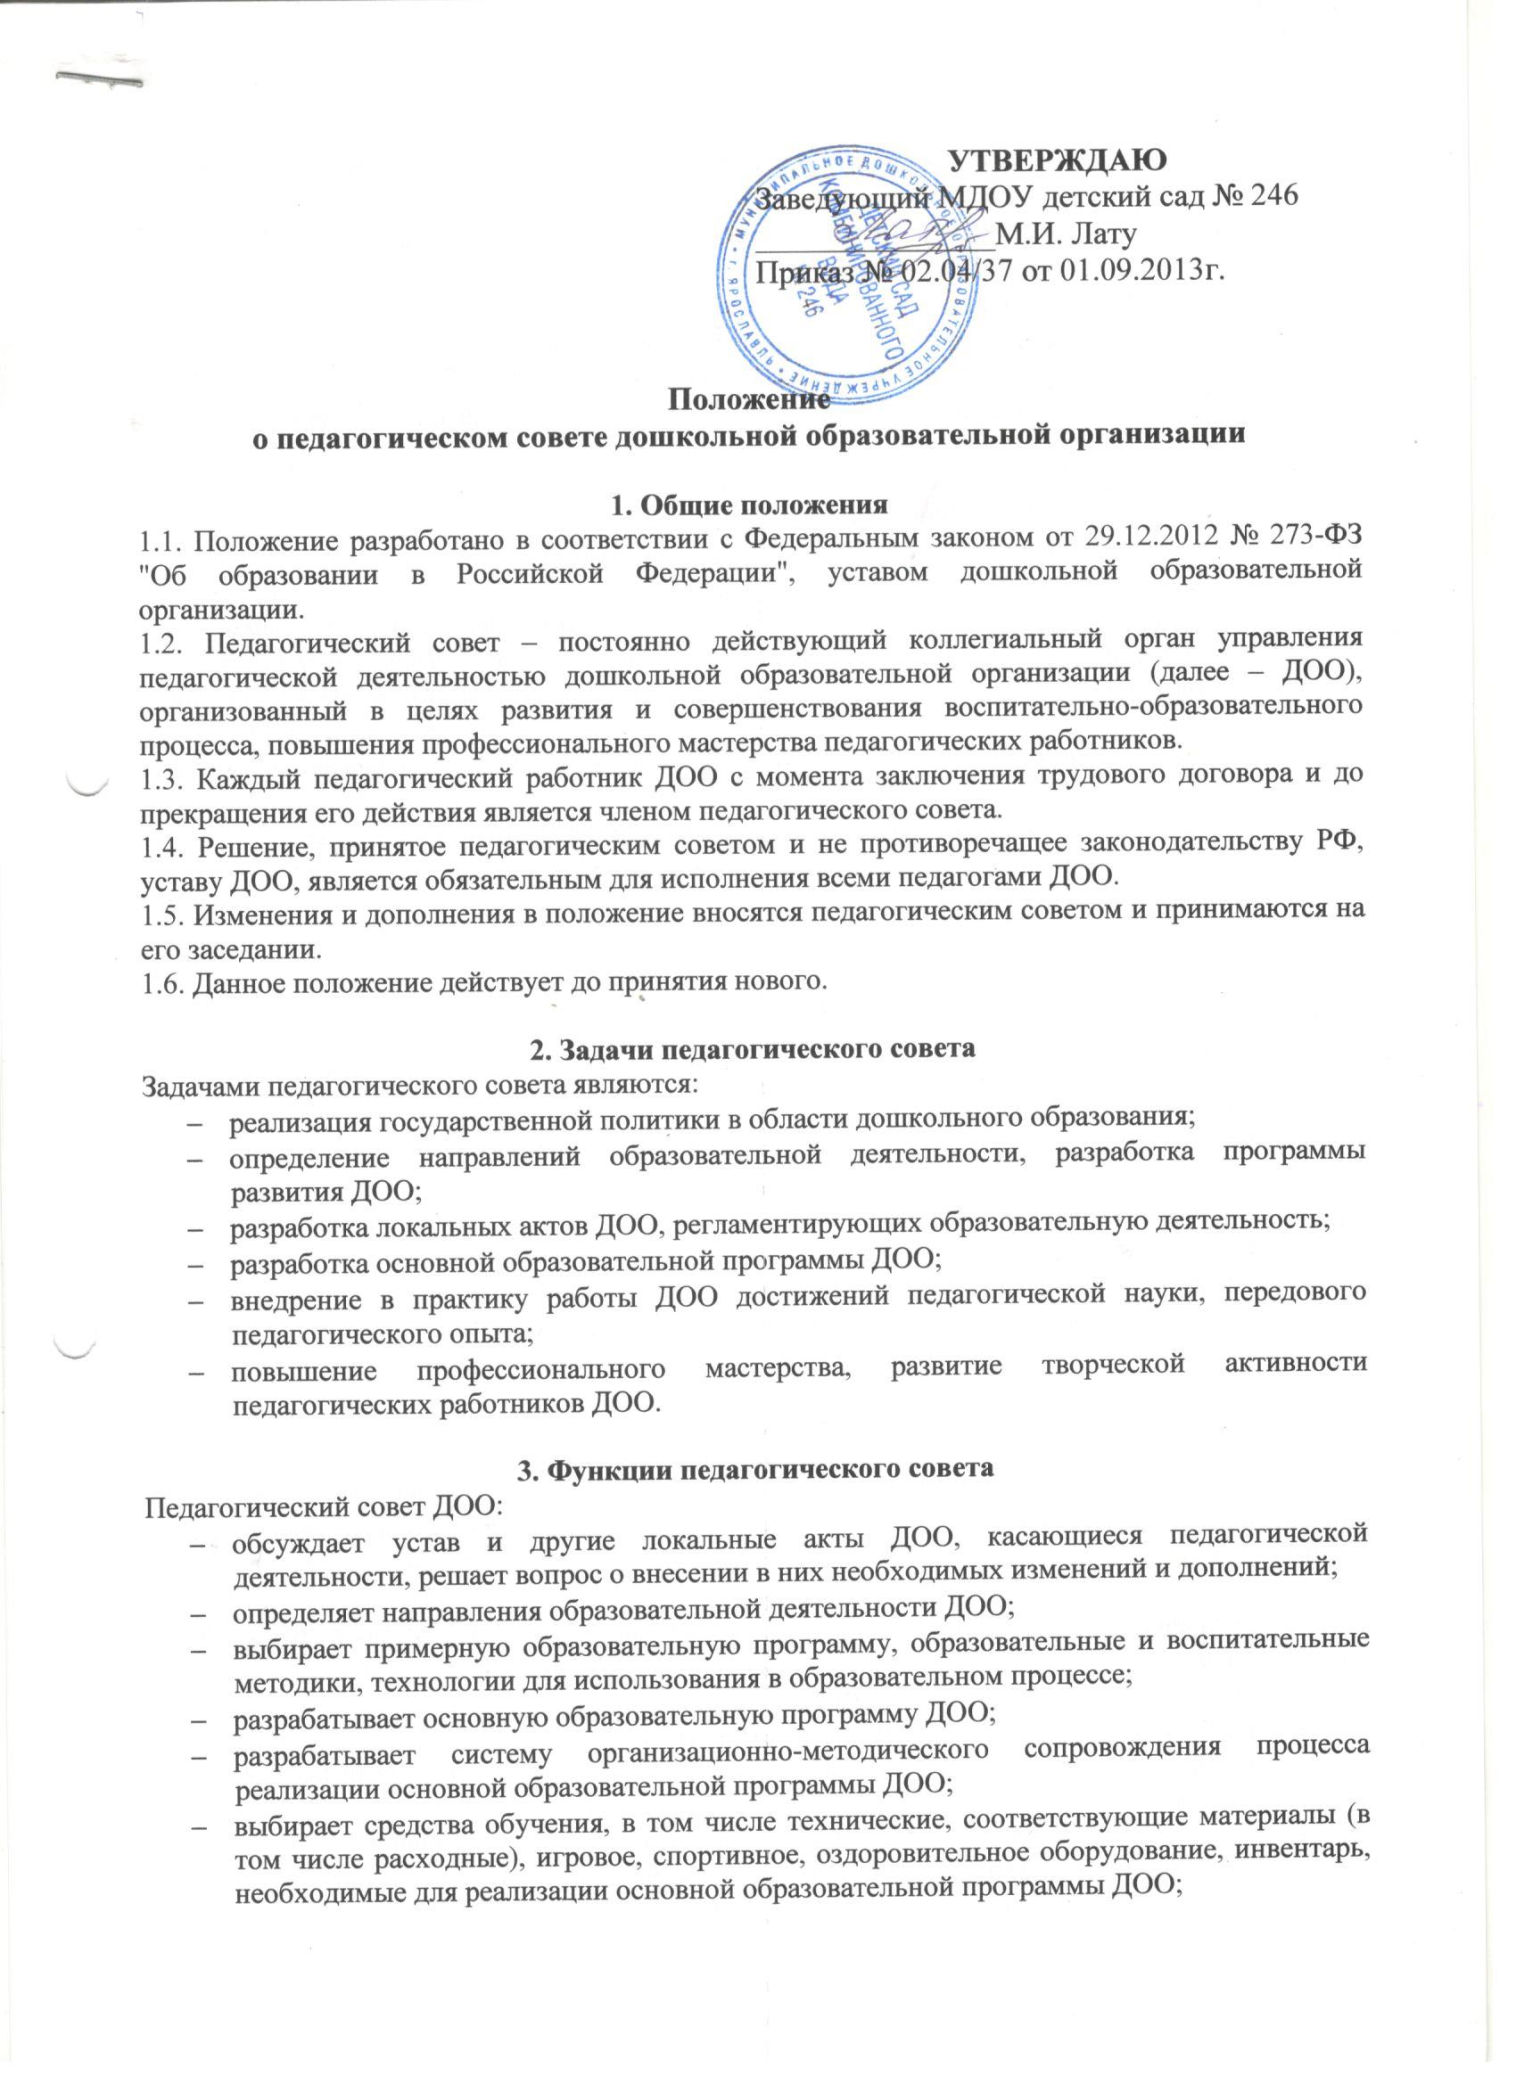 УТВЕРЖДАЮ
Заведующий МДОУ детский сад № 246
_______________М.И. Лату
Приказ № 02.04/37 от 01.09.2013г.
МУНИЦИПАЛЬНОЕ ДОШКОЛЬНОЕ ОБРАЗОВАТЕЛЬНОЕ УЧРЕЖДЕНИЕ • ЯРОСЛАВЛЬ
ДЕТСКИЙ САД
КОМБИНИРОВАННОГО
ВИДА
№ 246
Положение
о педагогическом совете дошкольной образовательной организации
1. Общие положения
1.1. Положение разработано в соответствии с Федеральным законом от 29.12.2012 № 273-ФЗ
"Об образовании в Российской Федерации", уставом дошкольной образовательной
организации.
1.2. Педагогический совет – постоянно действующий коллегиальный орган управления
педагогической деятельностью дошкольной образовательной организации (далее – ДОО),
организованный в целях развития и совершенствования воспитательно-образовательного
процесса, повышения профессионального мастерства педагогических работников.
1.3. Каждый педагогический работник ДОО с момента заключения трудового договора и до
прекращения его действия является членом педагогического совета.
1.4. Решение, принятое педагогическим советом и не противоречащее законодательству РФ,
уставу ДОО, является обязательным для исполнения всеми педагогами ДОО.
1.5. Изменения и дополнения в положение вносятся педагогическим советом и принимаются на
его заседании.
1.6. Данное положение действует до принятия нового.
2. Задачи педагогического совета
Задачами педагогического совета являются:
– реализация государственной политики в области дошкольного образования;
– определение направлений образовательной деятельности, разработка программы
развития ДОО;
– разработка локальных актов ДОО, регламентирующих образовательную деятельность;
– разработка основной образовательной программы ДОО;
– внедрение в практику работы ДОО достижений педагогической науки, передового
педагогического опыта;
– повышение профессионального мастерства, развитие творческой активности
педагогических работников ДОО.
3. Функции педагогического совета
Педагогический совет ДОО:
– обсуждает устав и другие локальные акты ДОО, касающиеся педагогической
деятельности, решает вопрос о внесении в них необходимых изменений и дополнений;
– определяет направления образовательной деятельности ДОО;
– выбирает примерную образовательную программу, образовательные и воспитательные
методики, технологии для использования в образовательном процессе;
– разрабатывает основную образовательную программу ДОО;
– разрабатывает систему организационно-методического сопровождения процесса
реализации основной образовательной программы ДОО;
– выбирает средства обучения, в том числе технические, соответствующие материалы (в
том числе расходные), игровое, спортивное, оздоровительное оборудование, инвентарь,
необходимые для реализации основной образовательной программы ДОО;